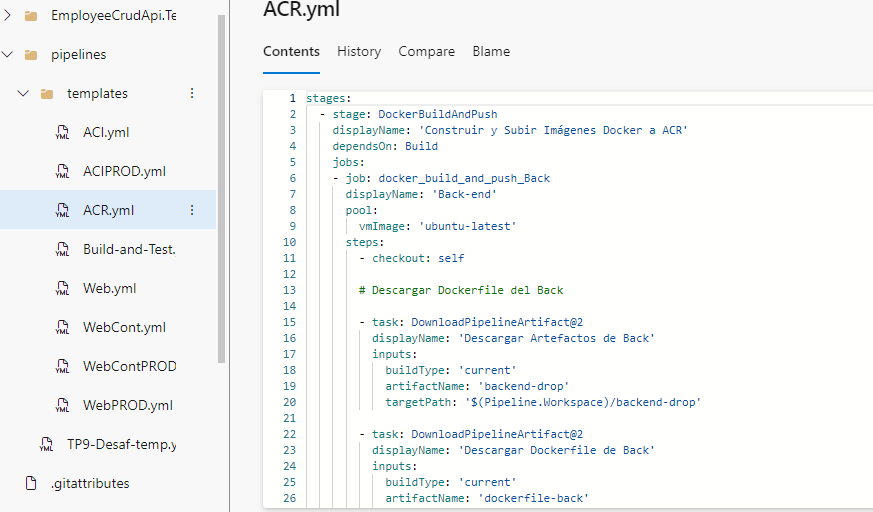 EmployeeCrudApi.Te
pipelines
templates
ACI.yml
ACIPROD.yml
ACR.yml
Build-and-Test.
Web.yml
WebCont.yml
WebContPROD
WebPROD.yml
TP9-Desaf-temp.y
.gitattributes
ACR.yml
Contents History Compare Blame
1 stages:
2 - stage: DockerBuildAndPush
3 displayName: 'Construir y Subir Imágenes Docker a ACR'
4 dependsOn: Build
5 jobs:
6 - job: docker_build_and_push_Back
7 displayName: 'Back-end'
8 pool:
9 vmImage: 'ubuntu-latest'
10 steps:
11 - checkout: self
12
13 # Descargar Dockerfile del Back
14
15 - task: DownloadPipelineArtifact@2
16 displayName: 'Descargar Artefactos de Back'
17 inputs:
18 buildType: 'current'
19 artifactName: 'backend-drop'
20 targetPath: '$(Pipeline.Workspace)/backend-drop'
21
22 - task: DownloadPipelineArtifact@2
23 displayName: 'Descargar Dockerfile de Back'
24 inputs:
25 buildType: 'current'
26 artifactName: 'dockerfile-back'